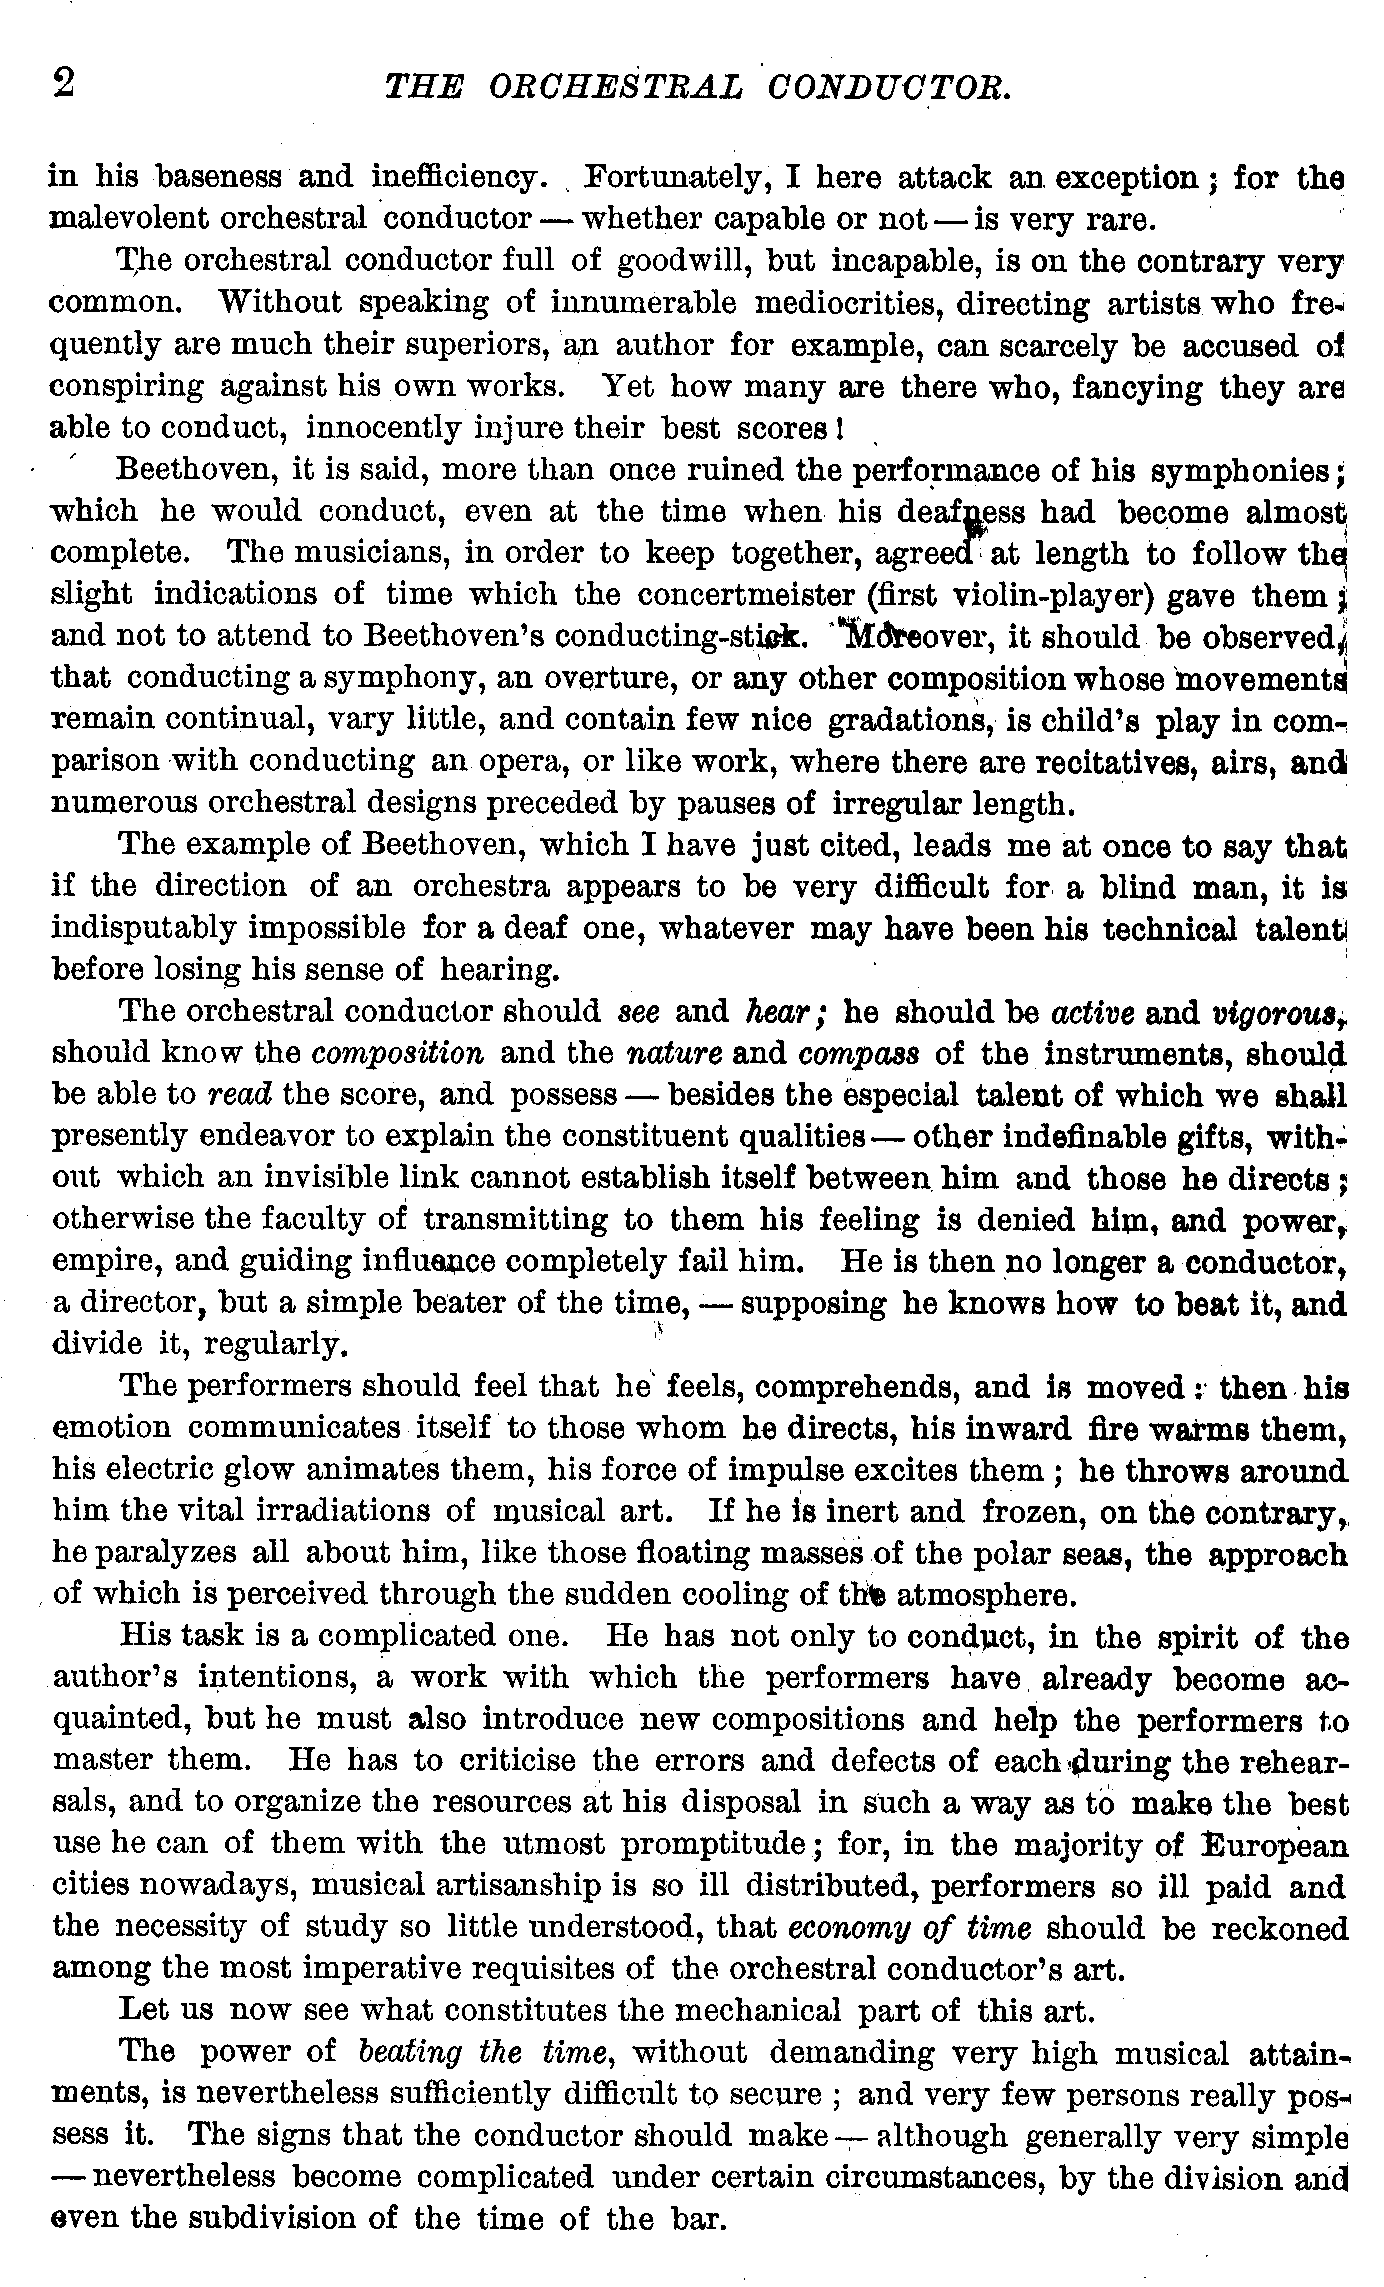 2 THE ORCHESTRAL CONDUCTOR.
in his baseness and inefficiency. Fortunately, I here attack an exception; for the
malevolent orchestral conductor — whether capable or not — is very rare.
The orchestral conductor full of goodwill, but incapable, is on the contrary very
common. Without speaking of innumerable mediocrities, directing artists who fre-
quently are much their superiors, an author for example, can scarcely be accused of
conspiring against his own works. Yet how many are there who, fancying they are
able to conduct, innocently injure their best scores!
Beethoven, it is said, more than once ruined the performance of his symphonies;
which he would conduct, even at the time when his deafness had become almost
complete. The musicians, in order to keep together, agreed at length to follow the
slight indications of time which the concertmeister (first violin-player) gave them;
and not to attend to Beethoven's conducting-stick. Moreover, it should be observed,
that conducting a symphony, an overture, or any other composition whose movements
remain continual, vary little, and contain few nice gradations, is child's play in com-
parison with conducting an opera, or like work, where there are recitatives, airs, and
numerous orchestral designs preceded by pauses of irregular length.
The example of Beethoven, which I have just cited, leads me at once to say that
if the direction of an orchestra appears to be very difficult for a blind man, it is
indisputably impossible for a deaf one, whatever may have been his technical talent
before losing his sense of hearing.
The orchestral conductor should see and hear; he should be active and vigorous,
should know the composition and the nature and compass of the instruments, should
be able to read the score, and possess — besides the especial talent of which we shall
presently endeavor to explain the constituent qualities — other indefinable gifts, with-
out which an invisible link cannot establish itself between him and those he directs;
otherwise the faculty of transmitting to them his feeling is denied him, and power,
empire, and guiding influence completely fail him. He is then no longer a conductor,
a director, but a simple beater of the time, — supposing he knows how to beat it, and
divide it, regularly.
The performers should feel that he feels, comprehends, and is moved: then his
emotion communicates itself to those whom he directs, his inward fire warms them,
his electric glow animates them, his force of impulse excites them; he throws around
him the vital irradiations of musical art. If he is inert and frozen, on the contrary,
he paralyzes all about him, like those floating masses of the polar seas, the approach
of which is perceived through the sudden cooling of the atmosphere.
His task is a complicated one. He has not only to conduct, in the spirit of the
author's intentions, a work with which the performers have already become ac-
quainted, but he must also introduce new compositions and help the performers to
master them. He has to criticise the errors and defects of each during the rehear-
sals, and to organize the resources at his disposal in such a way as to make the best
use he can of them with the utmost promptitude; for, in the majority of European
cities nowadays, musical artisanship is so ill distributed, performers so ill paid and
the necessity of study so little understood, that economy of time should be reckoned
among the most imperative requisites of the orchestral conductor's art.
Let us now see what constitutes the mechanical part of this art.
The power of beating the time, without demanding very high musical attain-
ments, is nevertheless sufficiently difficult to secure; and very few persons really pos-
sess it. The signs that the conductor should make — although generally very simple
— nevertheless become complicated under certain circumstances, by the division and
even the subdivision of the time of the bar.